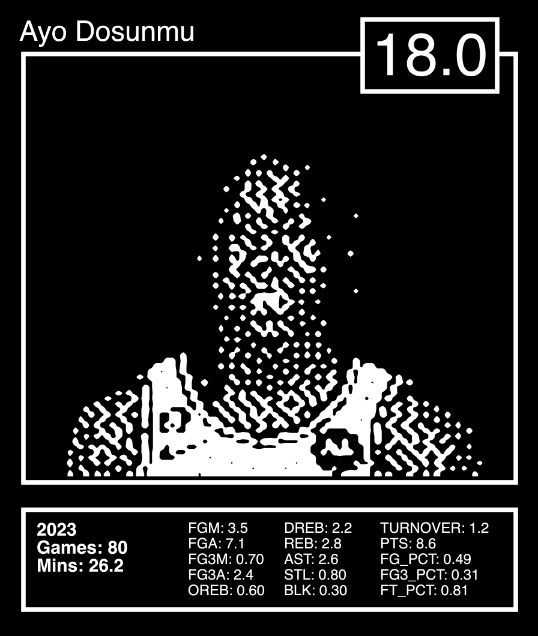 Ayo Dosunmu
18.0
2023
Games: 80
Mins: 26.2
FGM: 3.5
FGA: 7.1
FG3M: 0.70
FG3A: 2.4
OREB: 0.60
DREB: 2.2
REB: 2.8
AST: 2.6
STL: 0.80
BLK: 0.30
TURNOVER: 1.2
PTS: 8.6
FG_PCT: 0.49
FG3_PCT: 0.31
FT_PCT: 0.81